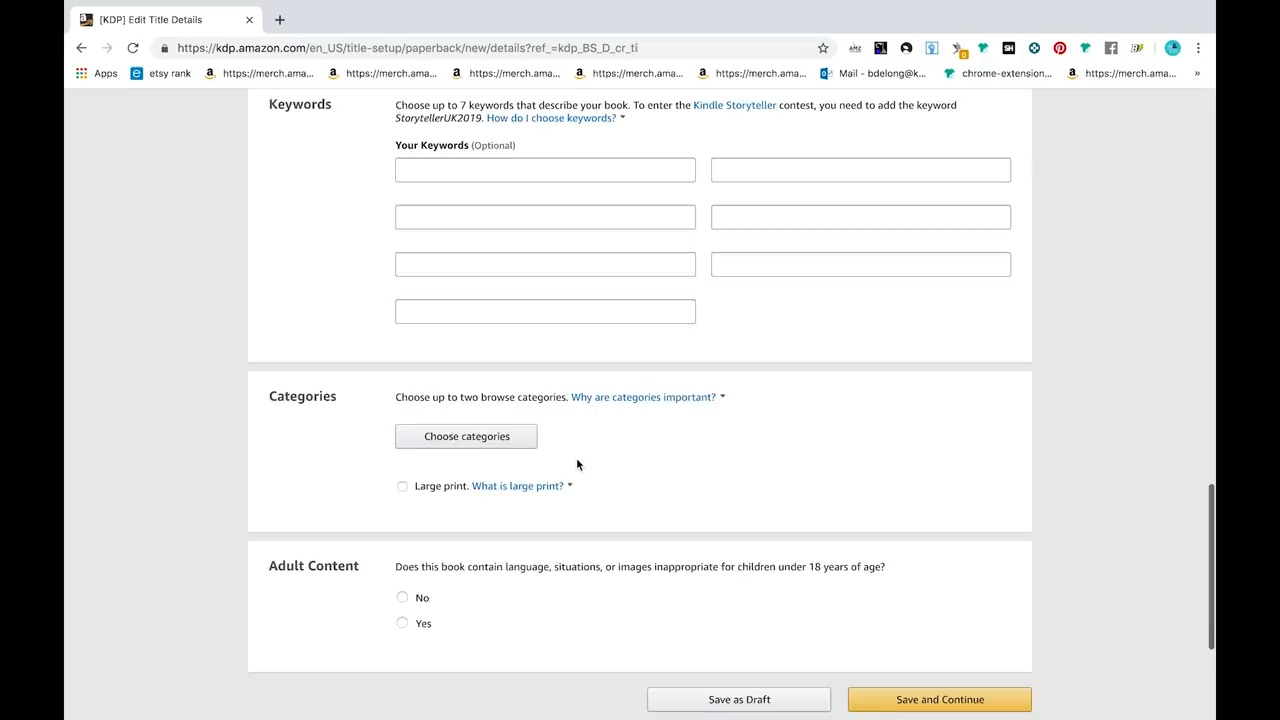 [KDP] Edit Title Details
https://kdp.amazon.com/en_US/title-setup/paperback/new/details?ref_=kdp_BS_D_cr_ti
Apps etsy rank https://merch.ama... https://merch.ama... https://merch.ama... https://merch.ama... https://merch.ama... Mail - bdelong@k... chrome-extension... https://merch.ama... »
Keywords
Choose up to 7 keywords that describe your book. To enter the Kindle Storyteller contest, you need to add the keyword
StorytellerUK2019. How do I choose keywords?
Your Keywords (Optional)
Categories
Choose up to two browse categories. Why are categories important?
Choose categories
Large print. What is large print?
Adult Content
Does this book contain language, situations, or images inappropriate for children under 18 years of age?
No
Yes
Save as Draft
Save and Continue